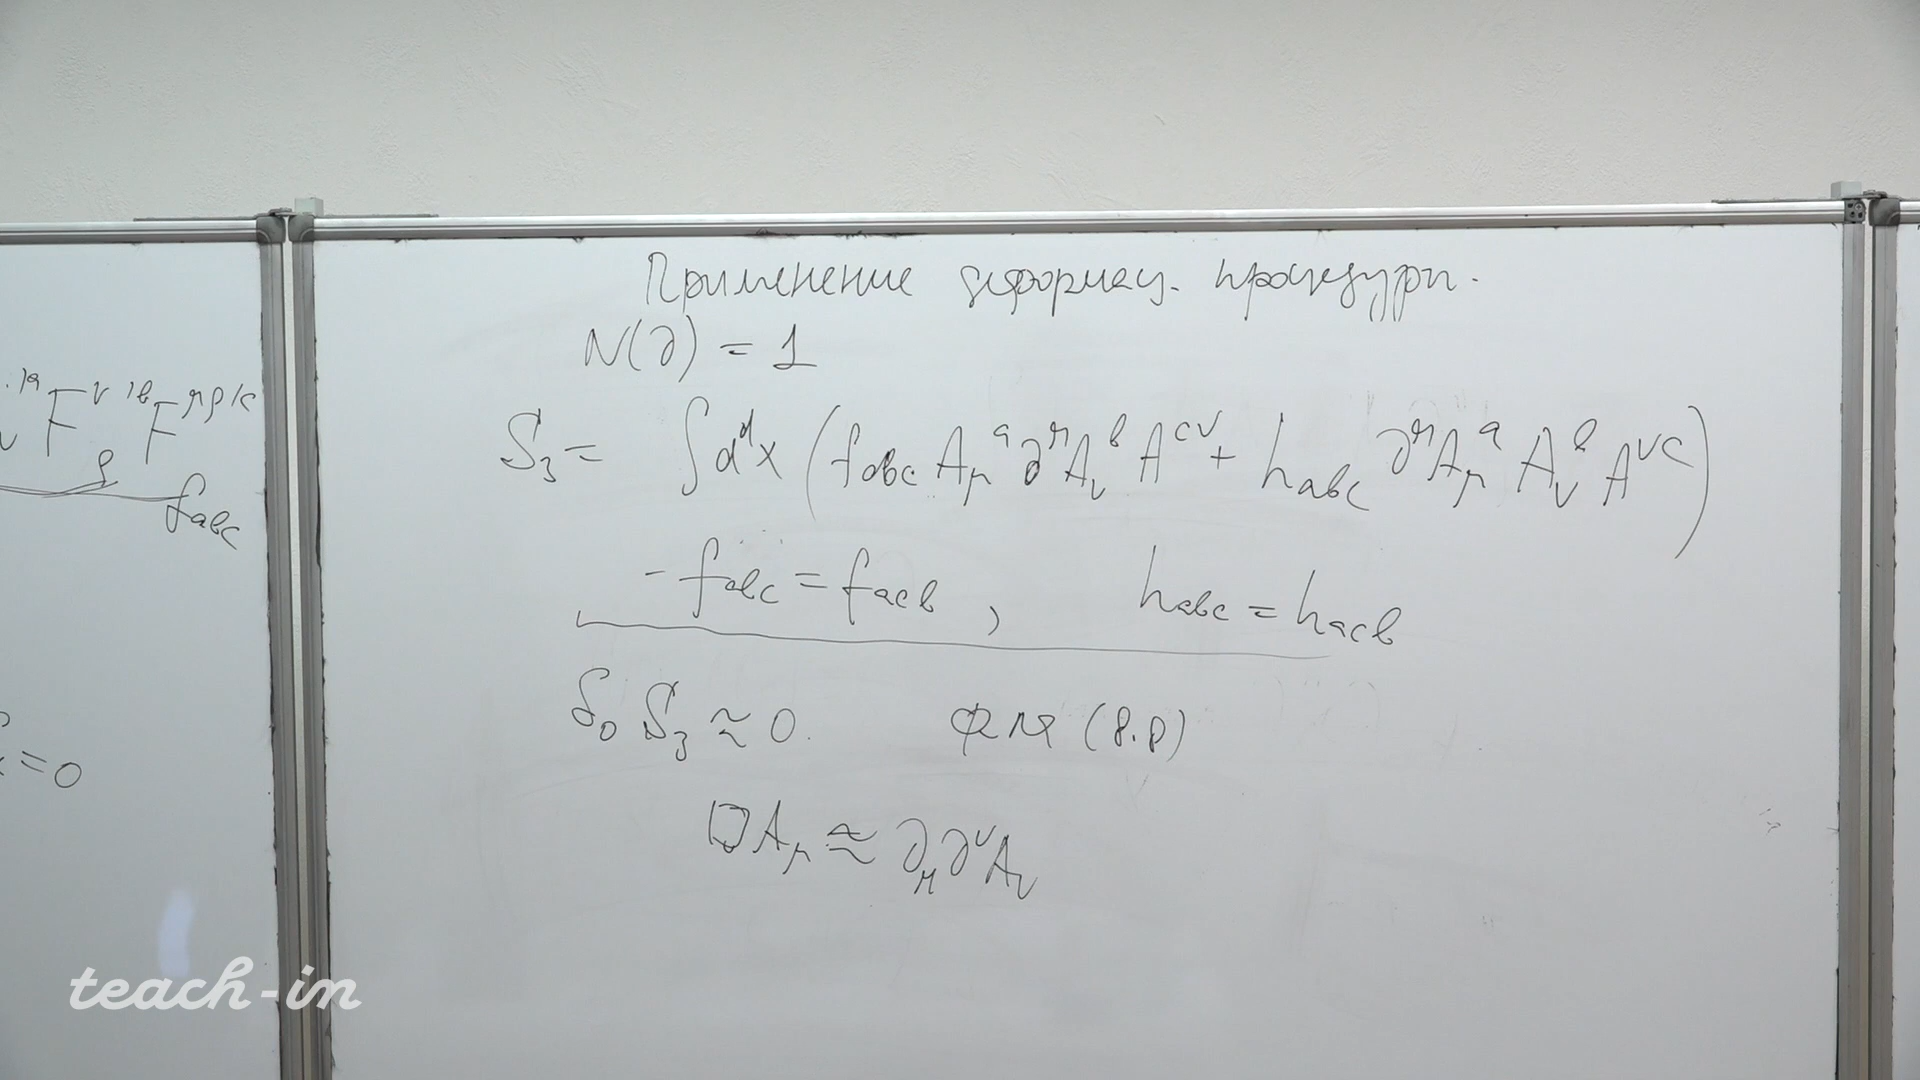 Применение деформац. процедуры.
N(∂) = 1
S₃ = ∫dᵈx (f_abc A_μ^a ∂^μ A_ν^b A^cν + h_abc ∂^μ A_μ^a A_ν^b A^νc)
-f_abc = f_acb , h_abc = h_acb
δ₀ S₃ ≈ 0. для (8.8)
□A_μ ≈ ∂_μ ∂^ν A_ν
f_abc
=0
teach-in